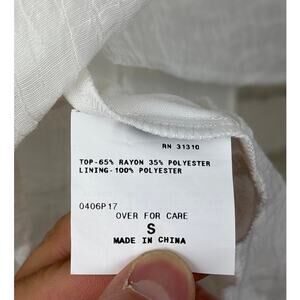 RN 31310
TOP-65% RAYON 35% POLYESTER
LINING-100% POLYESTER
0406P17
OVER FOR CARE
S
MADE IN CHINA